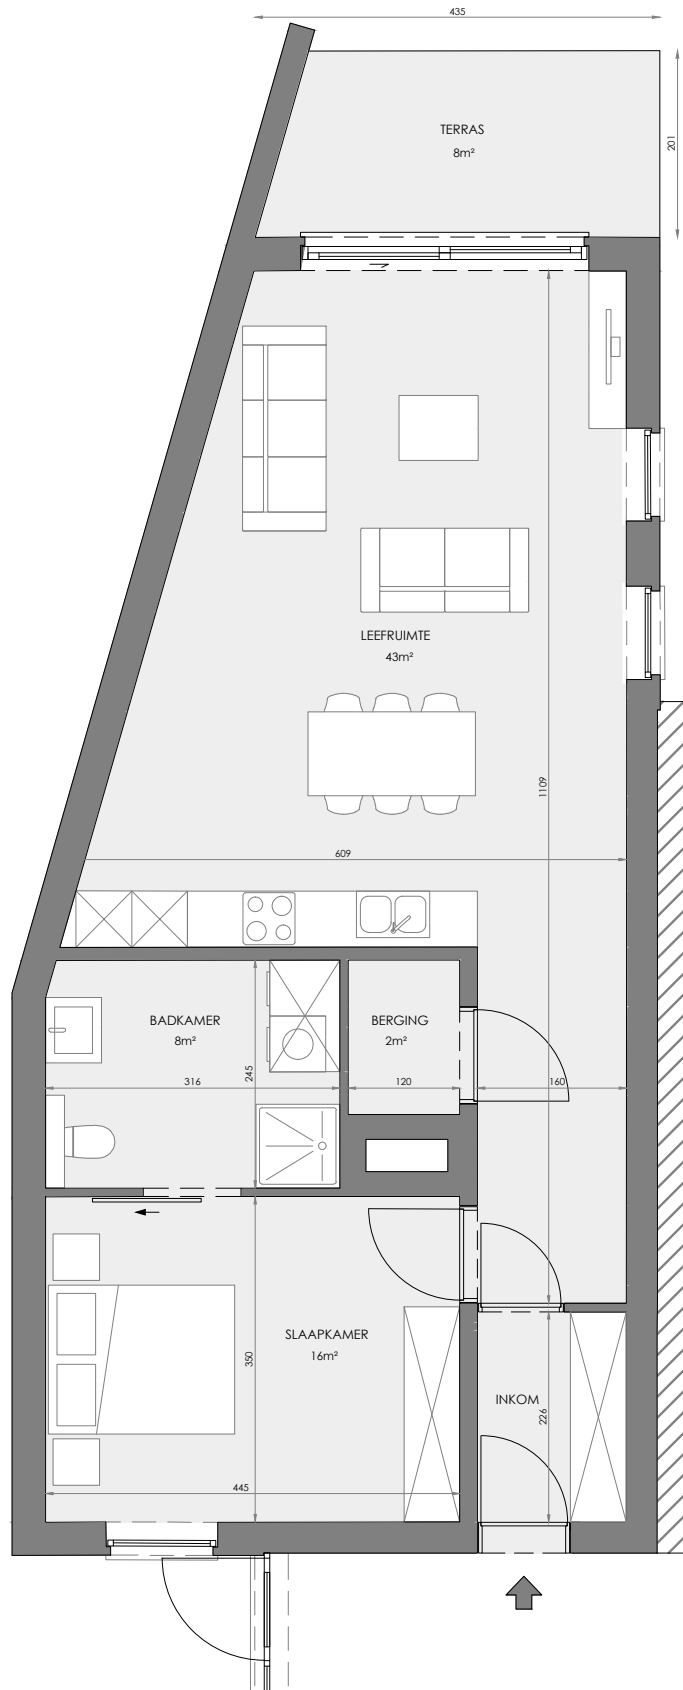 435
201
TERRAS
8m²
LEEFRUIMTE
43m²
1109
609
BADKAMER
8m²
BERGING
2m²
316
245
120
160
SLAAPKAMER
16m²
350
INKOM
226
445